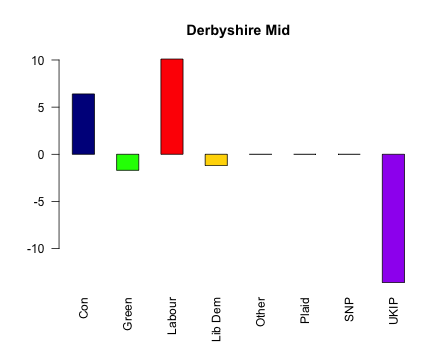 Derbyshire Mid
10
5
0
-5
-10
Con
Green
Labour
Lib Dem
Other
Plaid
SNP
UKIP